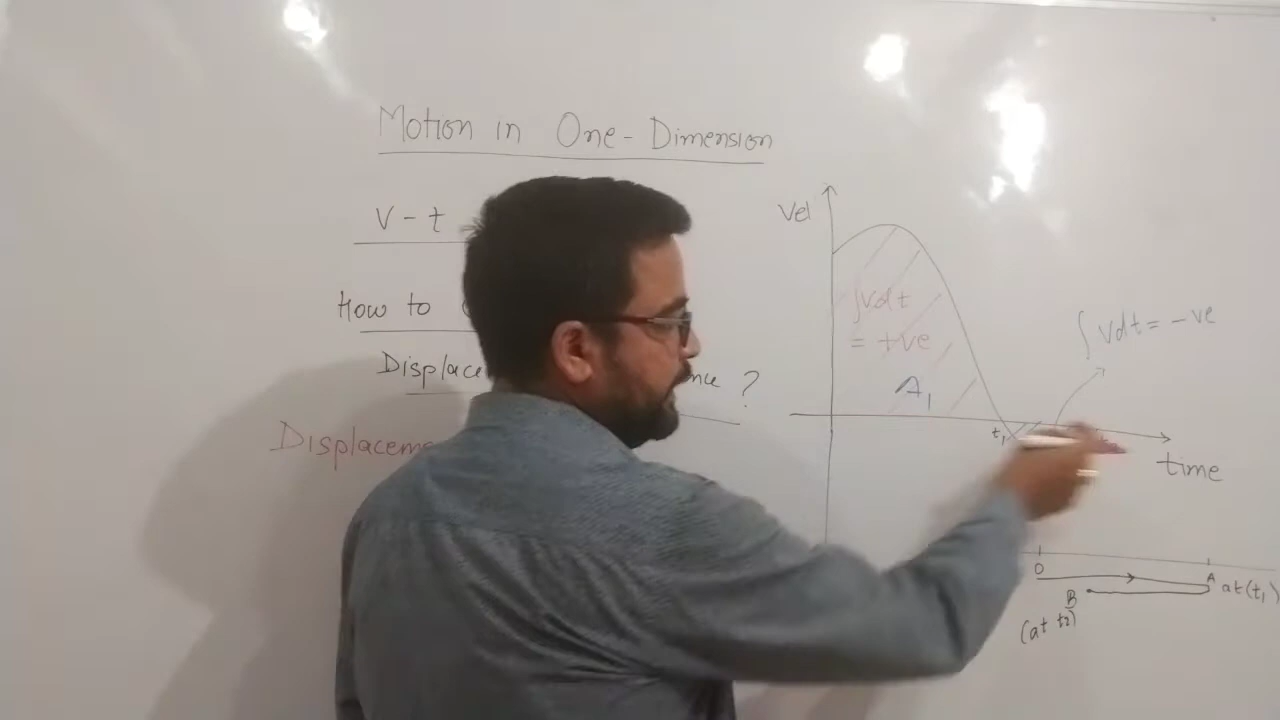 Motion in One-Dimension
V - t
How to
Displace nce ?
Displaceme
Vel
∫vdt
= +ve
A₁
∫ vdt = -ve
t₁
time
O
A
at (t₁)
B
(at t₂)